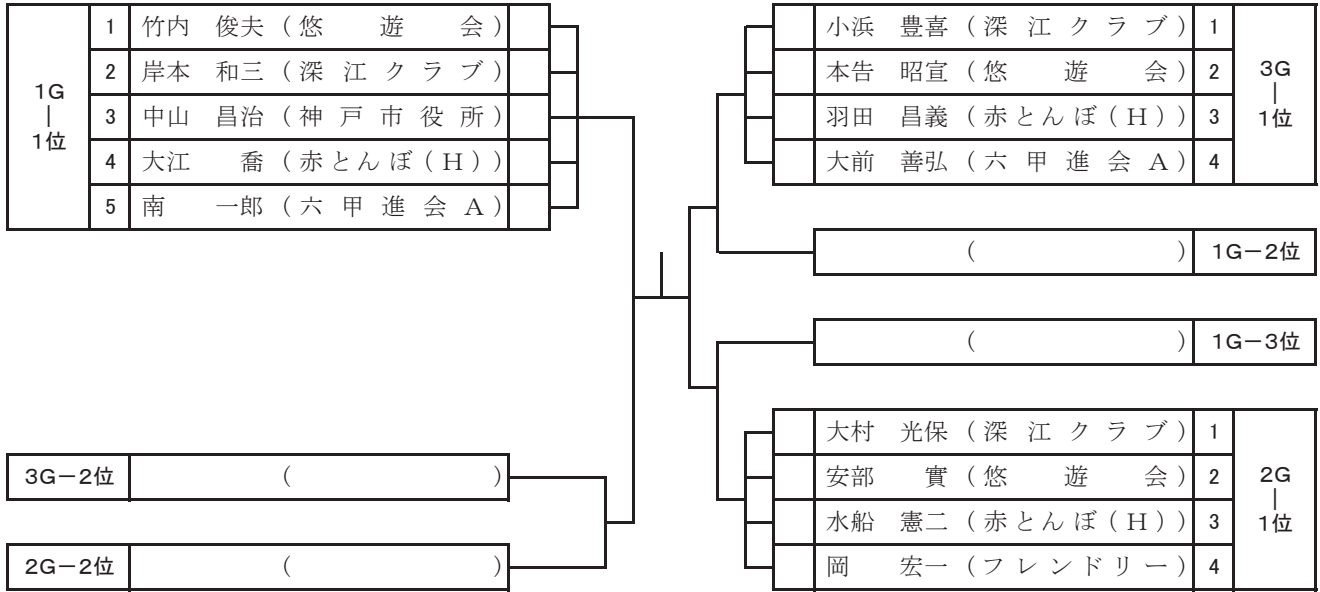 1G｜1位
1 竹内 俊夫 (悠遊会)
2 岸本 和三 (深江クラブ)
3 中山 昌治 (神戸市役所)
4 大江 喬 (赤とんぼ(H))
5 南 一郎 (六甲進会A)
3G－2位 ( )
2G－2位 ( )
小浜 豊喜 (深江クラブ) 1
本告 昭宣 (悠遊会) 2
羽田 昌義 (赤とんぼ(H)) 3
大前 善弘 (六甲進会A) 4
3G｜1位
( ) 1G－2位
( ) 1G－3位
大村 光保 (深江クラブ) 1
安部 實 (悠遊会) 2
水船 憲二 (赤とんぼ(H)) 3
岡 宏一 (フレンドリー) 4
2G｜1位